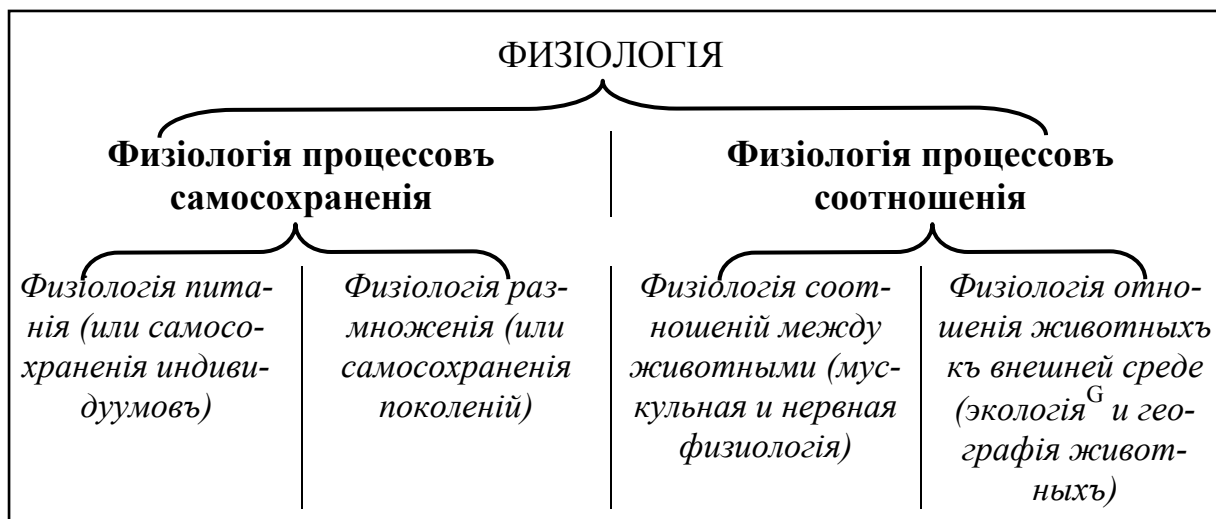 ФИЗІОЛОГІЯ
Физіологія процессовъ
самосохраненія
Физіологія процессовъ
соотношенія
Физіологія пита-
нія (или самосо-
храненія индиви-
дуумовъ)
Физіологія раз-
множенія (или
самосохраненія
поколеній)
Физіологія соот-
ношеній между
животными (мус-
кульная и нервная
физиологія)
Физіологія отно-
шенія животныхъ
къ внешней среде
(экологія^G и гео-
графія живот-
ныхъ)